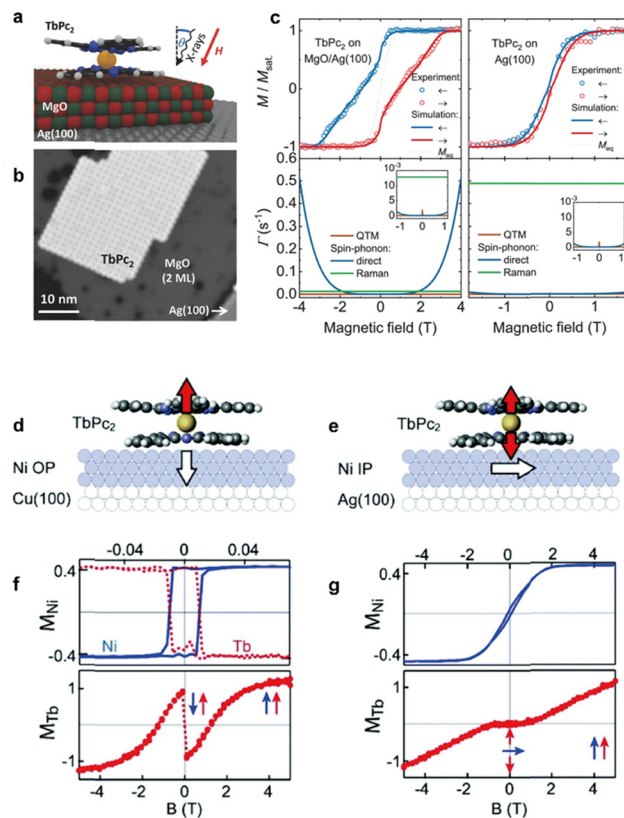 a
TbPc2
X-rays
H
MgO
Ag(100)
b
TbPc2
MgO
(2 ML)
10 nm
Ag(100)→
c
M / Msat.
1
0
-1
TbPc2 on
MgO/Ag(100)
Experiment:
← 
→
Simulation:
←
→
Meq
TbPc2 on
Ag(100)
Experiment:
←
→
Simulation:
←
→
Meq
Γ (s-1)
0.6
0.5
0.4
0.3
0.2
0.1
0.0
10-3
10
5
0
-1 0 1
QTM
Spin-phonon:
direct
Raman
10-3
10
5
0
-1 0 1
QTM
Spin-phonon:
direct
Raman
-4 -2 0 2 4
-1 0 1
Magnetic field (T)
Magnetic field (T)
d
TbPc2
Ni OP
Cu(100)
e
TbPc2
Ni IP
Ag(100)
f
-0.04 0 0.04
MNi
0.4
-0.4
Ni
Tb
MTb
1
-1
-4 -2 0 2 4
B (T)
g
-4 -2 0 2 4
MNi
0.4
-0.4
MTb
1
-1
-4 -2 0 2 4
B (T)